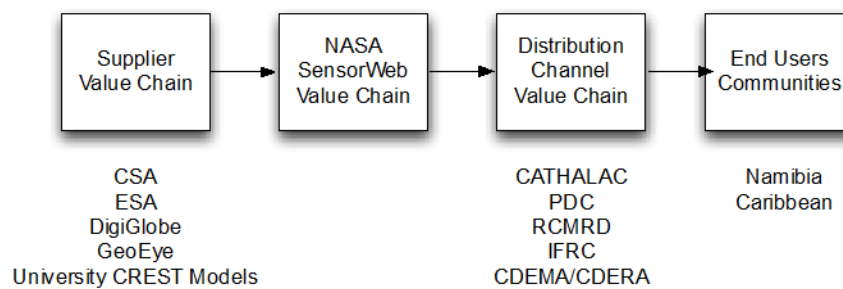 Supplier
Value Chain
NASA
SensorWeb
Value Chain
Distribution
Channel
Value Chain
End Users
Communities
CSA
ESA
DigiGlobe
GeoEye
University CREST Models
CATHALAC
PDC
RCMRD
IFRC
CDEMA/CDERA
Namibia
Caribbean